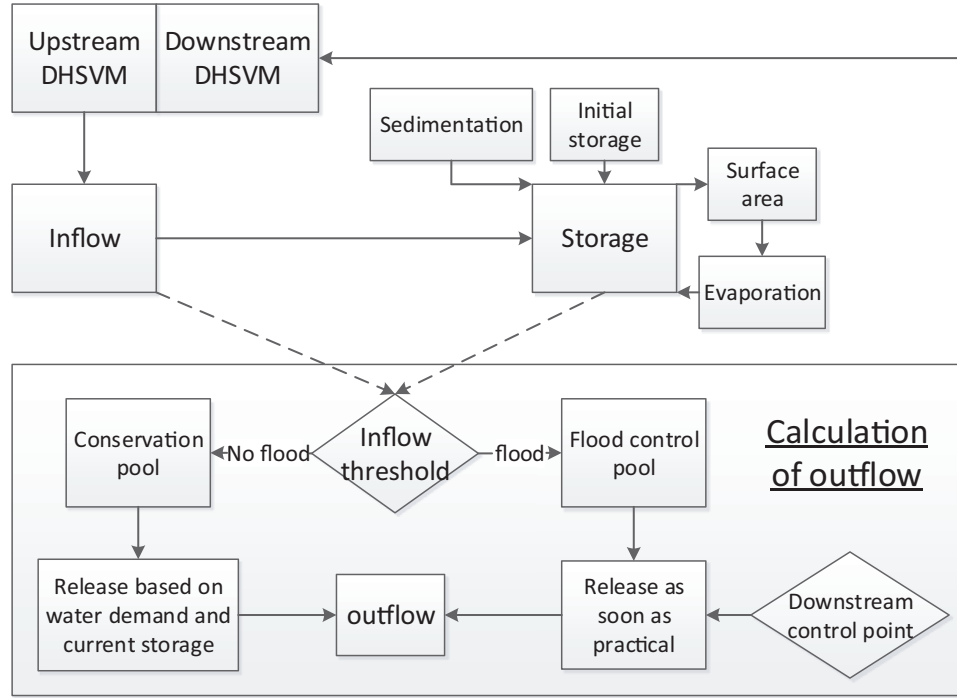 Upstream
DHSVM
Downstream
DHSVM
Sedimentation
Initial
storage
Surface
area
Inflow
Storage
Evaporation
Conservation
pool
No flood
Inflow
threshold
flood
Flood control
pool
Calculation
of outflow
Release based on
water demand and
current storage
outflow
Release as
soon as
practical
Downstream
control point